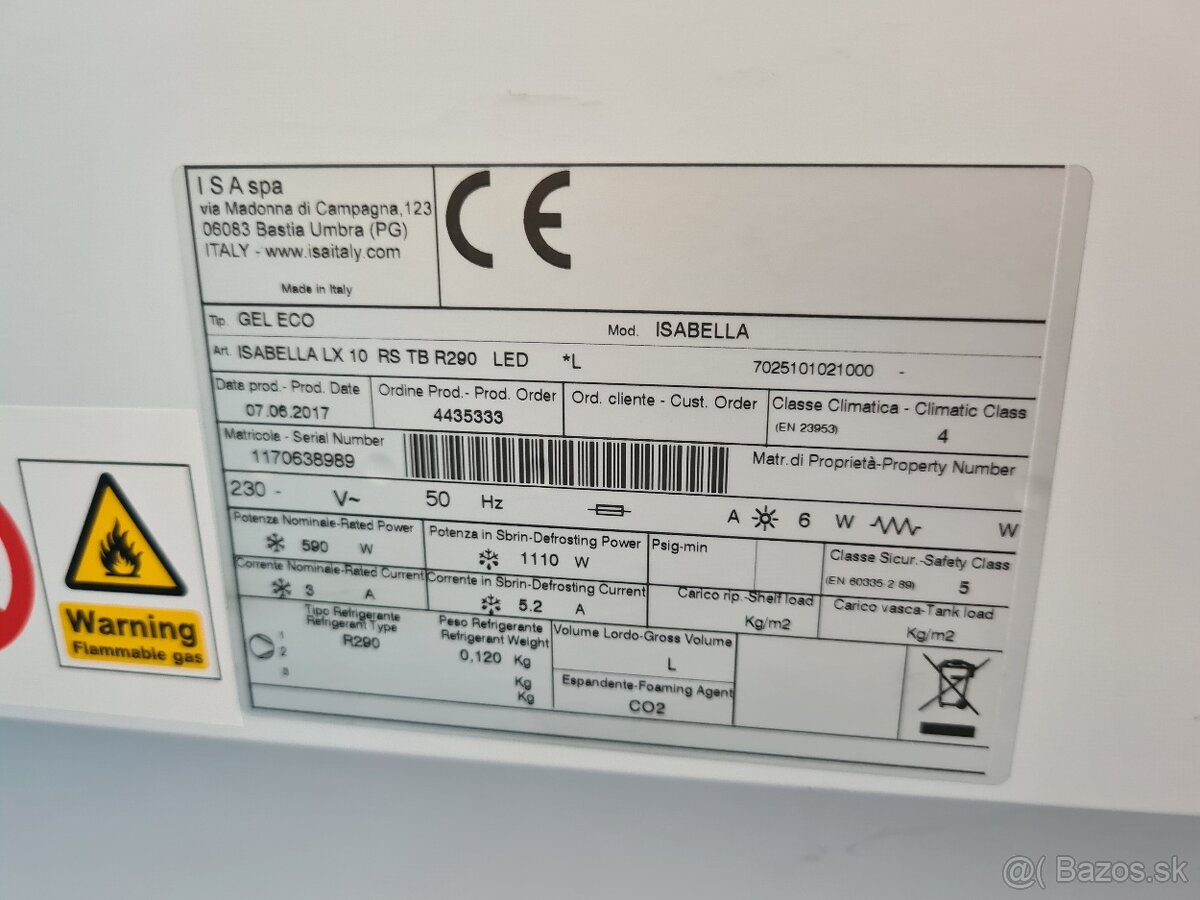 I S A spa
via Madonna di Campagna, 123
06083 Bastia Umbra (PG)
ITALY - www.isaitaly.com
Made in Italy
CE
Tip. GEL ECO
Mod. ISABELLA
Art. ISABELLA LX 10 RS TB R290 LED *L
7025101021000 -
Data prod.- Prod. Date
07.06.2017
Ordine Prod.- Prod. Order
4435333
Ord. cliente - Cust. Order
Classe Climatica - Climatic Class
(EN 23953)
4
Matricola - Serial Number
1170638989
Matr.di Proprietà-Property Number
230 - V~ 50 Hz A 6 W W
Potenza Nominale-Rated Power
590 W
Potenza in Sbrin-Defrosting Power
1110 W
Psig-min
Classe Sicur.-Safety Class
(EN 60335 2 89) 5
Corrente Nominale-Rated Current
3 A
Corrente in Sbrin-Defrosting Current
5.2 A
Carico rip.-Shelf load
Kg/m2
Carico vasca-Tank load
Kg/m2
Tipo Refrigerante
Refrigerant Type
R290
1
2
3
Peso Refrigerante
Refrigerant Weight
0,120 Kg
Kg
Kg
Volume Lordo-Gross Volume
L
Espandente-Foaming Agent
CO2
Warning
Flammable gas
@( Bazos.sk